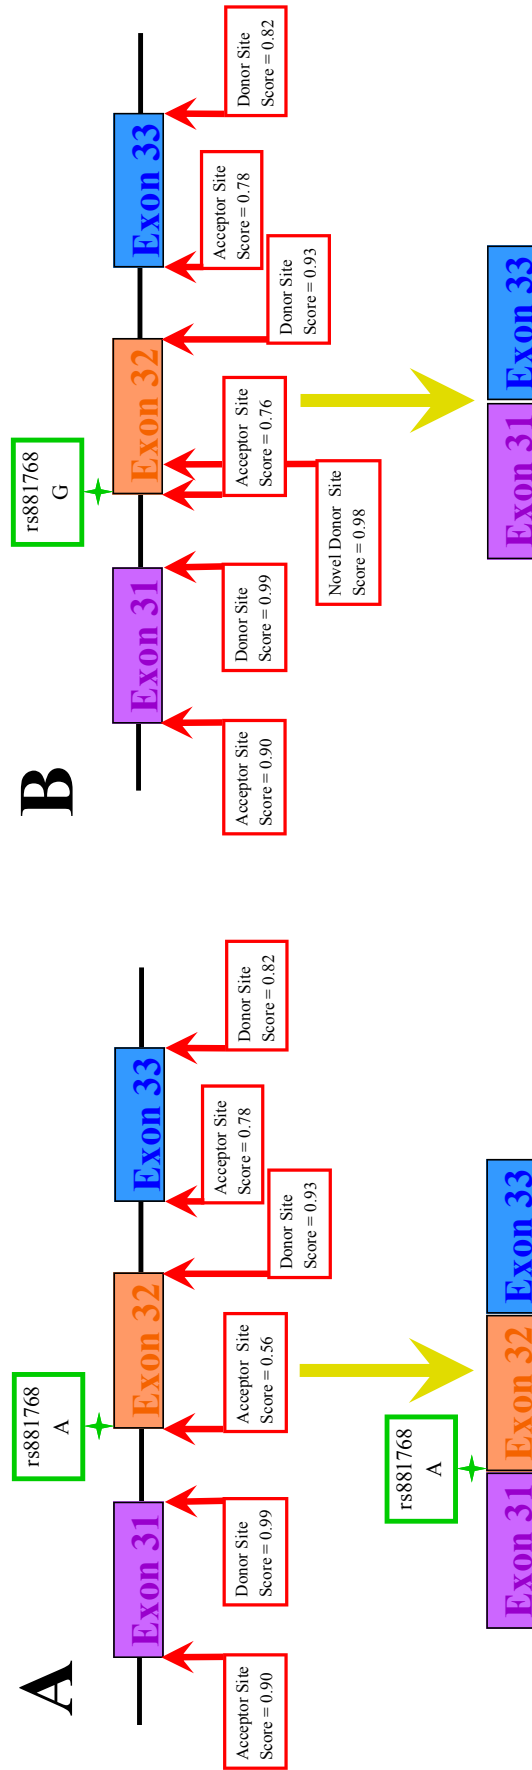 A
rs881768
A
Exon 31
Exon 32
Exon 33
Acceptor Site
Score = 0.90
Donor Site
Score = 0.99
Acceptor Site
Score = 0.56
Donor Site
Score = 0.93
Acceptor Site
Score = 0.78
Donor Site
Score = 0.82
rs881768
A
Exon 31
Exon 32
Exon 33
B
rs881768
G
Exon 31
Exon 32
Exon 33
Acceptor Site
Score = 0.90
Donor Site
Score = 0.99
Acceptor Site
Score = 0.76
Novel Donor Site
Score = 0.98
Donor Site
Score = 0.93
Acceptor Site
Score = 0.78
Donor Site
Score = 0.82
Exon 31
Exon 33